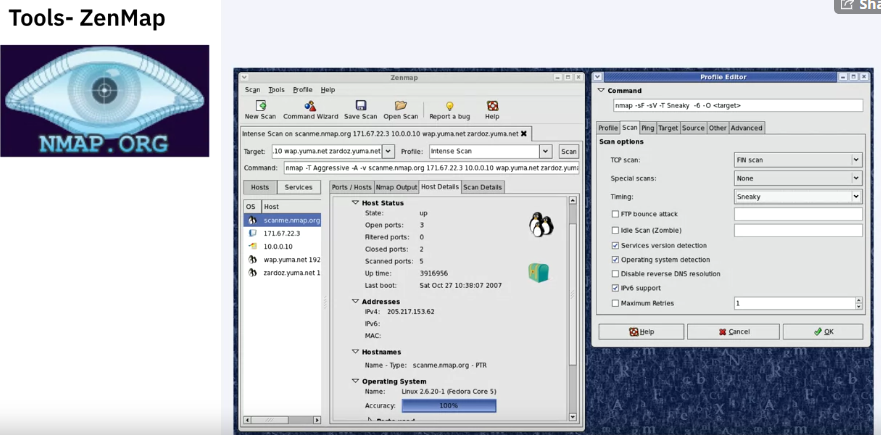 Tools- ZenMap
Sha
NMAP.ORG
Zenmap
Scan Tools Profile Help
New Scan Command Wizard Save Scan Open Scan Report a bug Help
Intense Scan on scanme.nmap.org 171.67.22.3 10.0.0.10 wap.yuma.net zardoz.yuma.net
Target: .10 wap.yuma.net zardoz.yuma.net Profile: Intense Scan Scan
Command: nmap -T Aggressive -A -v scanme.nmap.org 171.67.22.3 10.0.0.10 wap.yuma.net zardoz.yuma
Hosts Services
OS Host
scanme.nmap.org
171.67.22.3
10.0.0.10
wap.yuma.net 192
zardoz.yuma.net 1
Ports / Hosts Nmap Output Host Details Scan Details
Host Status
State: up
Open ports: 3
Filtered ports: 0
Closed ports: 2
Scanned ports: 5
Up time: 3916956
Last boot: Sat Oct 27 10:38:07 2007
Addresses
IPv4: 205.217.153.62
IPv6:
MAC:
Hostnames
Name - Type: scanme.nmap.org - PTR
Operating System
Name: Linux 2.6.20-1 (Fedora Core 5)
Accuracy: 100%
Profile Editor
Command
nmap -sF -sV -T Sneaky -6 -O <target>
Profile Scan Ping Target Source Other Advanced
Scan options
TCP scan: FIN scan
Special scans: None
Timing: Sneaky
FTP bounce attack
Idle Scan (Zombie)
Services version detection
Operating system detection
Disable reverse DNS resolution
IPv6 support
Maximum Retries 1
Help Cancel OK